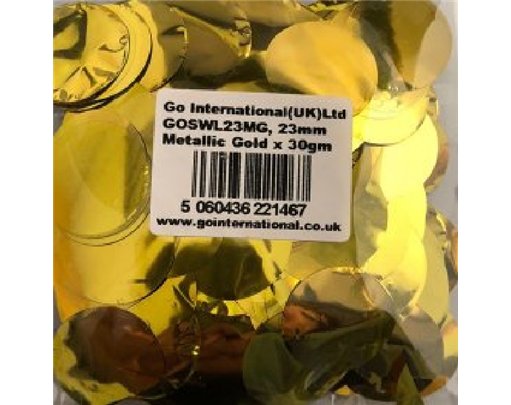 Go International(UK)Ltd
GOSWL23MG, 23mm
Metallic Gold x 30gm
5 060436 221467
www.gointernational.co.uk